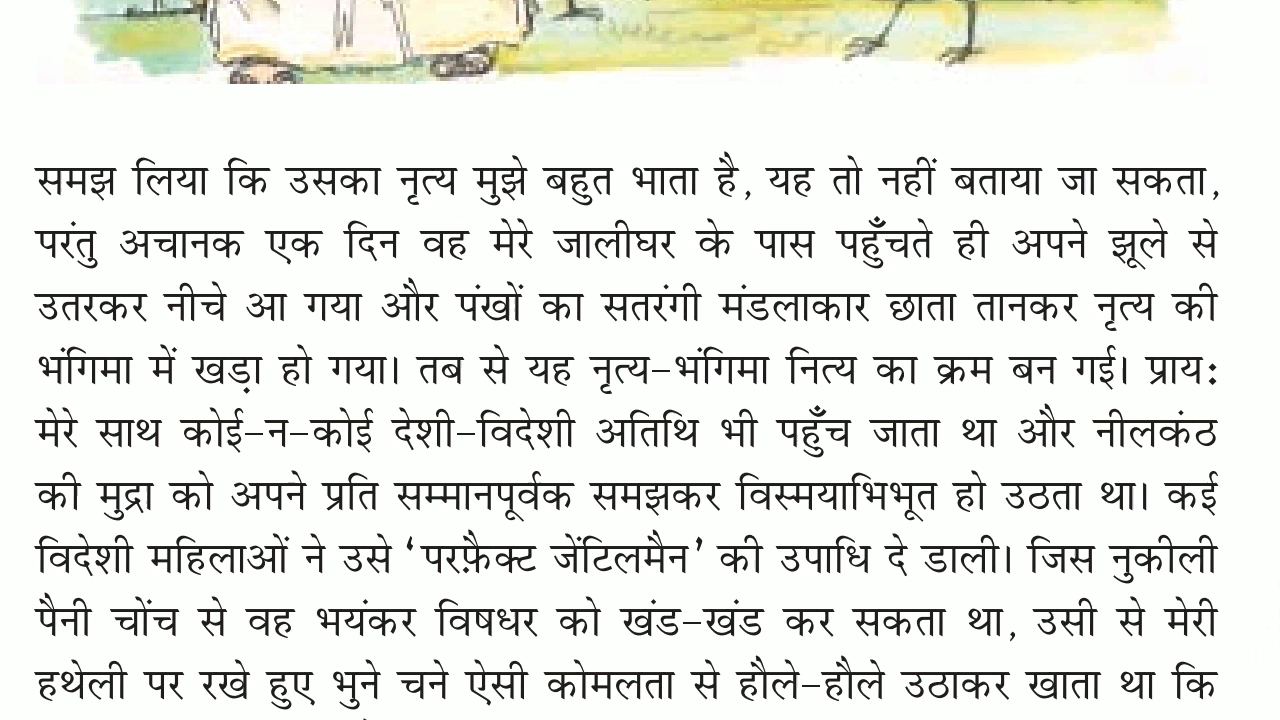 समझ लिया कि उसका नृत्य मुझे बहुत भाता है, यह तो नहीं बताया जा सकता,
परंतु अचानक एक दिन वह मेरे जालीघर के पास पहुँचते ही अपने झूले से
उतरकर नीचे आ गया और पंखों का सतरंगी मंडलाकार छाता तानकर नृत्य की
भंगिमा में खड़ा हो गया। तब से यह नृत्य-भंगिमा नित्य का क्रम बन गई। प्राय:
मेरे साथ कोई-न-कोई देशी-विदेशी अतिथि भी पहुँच जाता था और नीलकंठ
की मुद्रा को अपने प्रति सम्मानपूर्वक समझकर विस्मयाभिभूत हो उठता था। कई
विदेशी महिलाओं ने उसे ‘परफ़ैक्ट जेंटिलमैन’ की उपाधि दे डाली। जिस नुकीली
पैनी चोंच से वह भयंकर विषधर को खंड-खंड कर सकता था, उसी से मेरी
हथेली पर रखे हुए भुने चने ऐसी कोमलता से हौले-हौले उठाकर खाता था कि